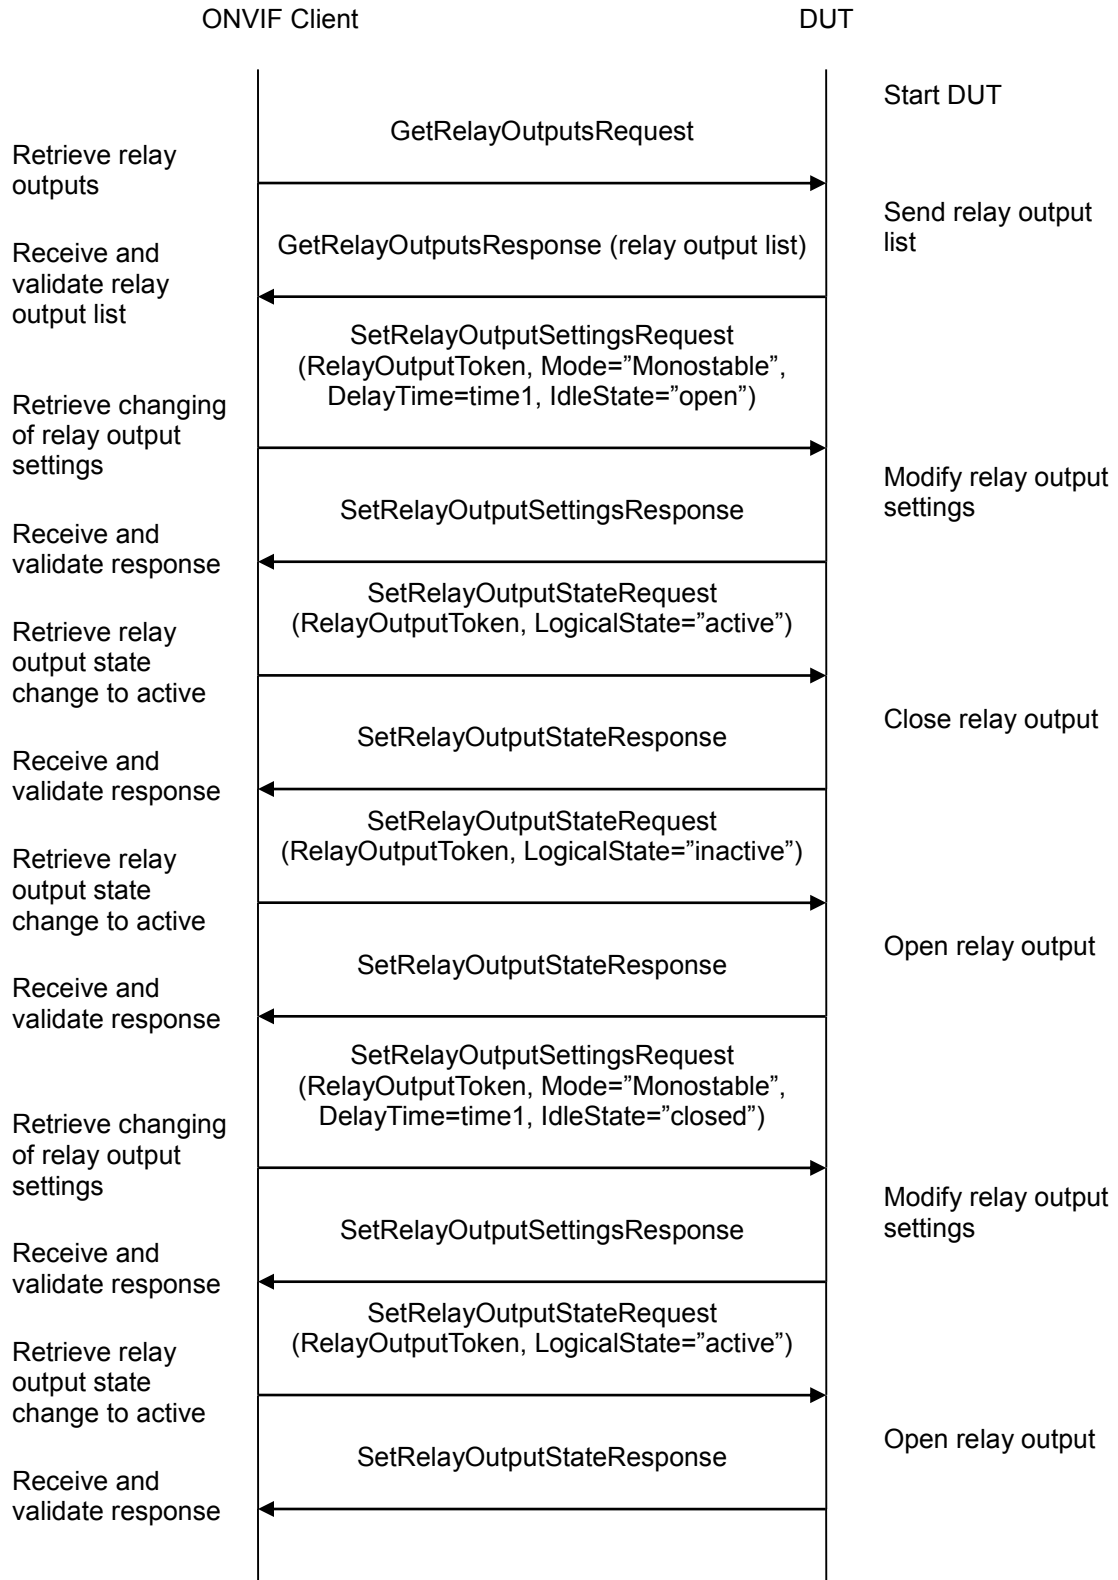 ONVIF Client
DUT
Start DUT
GetRelayOutputsRequest
Retrieve relay
outputs
Send relay output
list
GetRelayOutputsResponse (relay output list)
Receive and
validate relay
output list
SetRelayOutputSettingsRequest
(RelayOutputToken, Mode=”Monostable”,
DelayTime=time1, IdleState=”open”)
Retrieve changing
of relay output
settings
Modify relay output
settings
SetRelayOutputSettingsResponse
Receive and
validate response
SetRelayOutputStateRequest
(RelayOutputToken, LogicalState=”active”)
Retrieve relay
output state
change to active
Close relay output
SetRelayOutputStateResponse
Receive and
validate response
SetRelayOutputStateRequest
(RelayOutputToken, LogicalState=”inactive”)
Retrieve relay
output state
change to active
Open relay output
SetRelayOutputStateResponse
Receive and
validate response
SetRelayOutputSettingsRequest
(RelayOutputToken, Mode=”Monostable”,
DelayTime=time1, IdleState=”closed”)
Retrieve changing
of relay output
settings
Modify relay output
settings
SetRelayOutputSettingsResponse
Receive and
validate response
SetRelayOutputStateRequest
(RelayOutputToken, LogicalState=”active”)
Retrieve relay
output state
change to active
Open relay output
SetRelayOutputStateResponse
Receive and
validate response